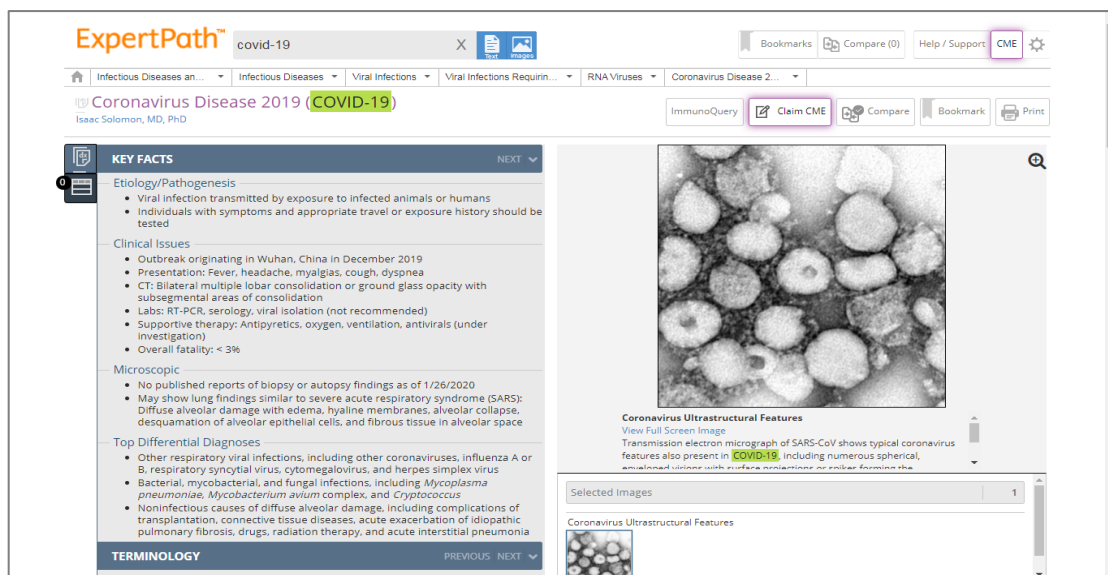 ExpertPath™
covid-19 X Text Images
Bookmarks Compare (0) Help / Support CME
Infectious Diseases an... Infectious Diseases Viral Infections Viral Infections Requirin... RNA Viruses Coronavirus Disease 2...
Coronavirus Disease 2019 (COVID-19)
Isaac Solomon, MD, PhD
ImmunoQuery Claim CME Compare Bookmark Print
0
KEY FACTS NEXT
Etiology/Pathogenesis
• Viral infection transmitted by exposure to infected animals or humans
• Individuals with symptoms and appropriate travel or exposure history should be
tested
Clinical Issues
• Outbreak originating in Wuhan, China in December 2019
• Presentation: Fever, headache, myalgias, cough, dyspnea
• CT: Bilateral multiple lobar consolidation or ground glass opacity with
subsegmental areas of consolidation
• Labs: RT-PCR, serology, viral isolation (not recommended)
• Supportive therapy: Antipyretics, oxygen, ventilation, antivirals (under
investigation)
• Overall fatality: < 3%
Microscopic
• No published reports of biopsy or autopsy findings as of 1/26/2020
• May show lung findings similar to severe acute respiratory syndrome (SARS):
Diffuse alveolar damage with edema, hyaline membranes, alveolar collapse,
desquamation of alveolar epithelial cells, and fibrous tissue in alveolar space
Top Differential Diagnoses
• Other respiratory viral infections, including other coronaviruses, influenza A or
B, respiratory syncytial virus, cytomegalovirus, and herpes simplex virus
• Bacterial, mycobacterial, and fungal infections, including Mycoplasma
pneumoniae, Mycobacterium avium complex, and Cryptococcus
• Noninfectious causes of diffuse alveolar damage, including complications of
transplantation, connective tissue diseases, acute exacerbation of idiopathic
pulmonary fibrosis, drugs, radiation therapy, and acute interstitial pneumonia
TERMINOLOGY PREVIOUS NEXT
Coronavirus Ultrastructural Features
View Full Screen Image
Transmission electron micrograph of SARS-CoV shows typical coronavirus
features also present in COVID-19, including numerous spherical,
enveloped virions with surface projections or spikes forming the
Selected Images 1
Coronavirus Ultrastructural Features